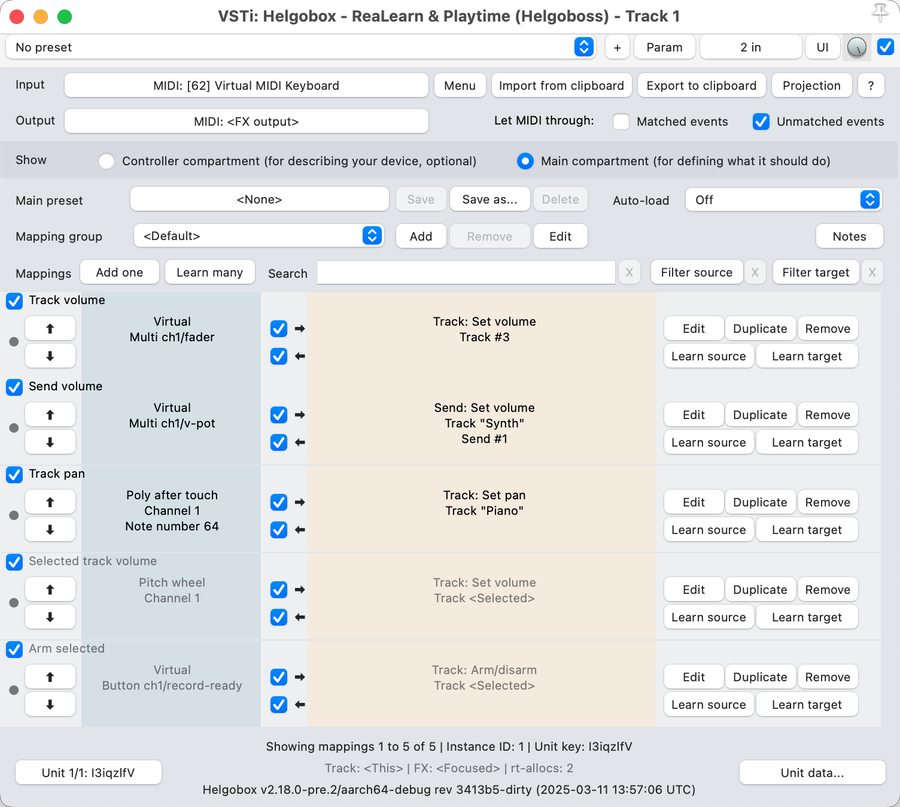 VSTi: Helgobox - ReaLearn & Playtime (Helgoboss) - Track 1
No preset + Param 2 in UI
Input MIDI: [62] Virtual MIDI Keyboard Menu Import from clipboard Export to clipboard Projection ?
Output MIDI: <FX output> Let MIDI through: Matched events Unmatched events
Show Controller compartment (for describing your device, optional) Main compartment (for defining what it should do)
Main preset <None> Save Save as... Delete Auto-load Off
Mapping group <Default> Add Remove Edit Notes
Mappings Add one Learn many Search X Filter source X Filter target X
Track volume
Virtual Track: Set volume Edit Duplicate Remove
Multi ch1/fader Track #3
Learn source Learn target
Send volume
Virtual Send: Set volume Edit Duplicate Remove
Multi ch1/v-pot Track "Synth"
Send #1 Learn source Learn target
Track pan
Poly after touch Track: Set pan Edit Duplicate Remove
Channel 1 Track "Piano"
Note number 64 Learn source Learn target
Selected track volume
Pitch wheel Track: Set volume Edit Duplicate Remove
Channel 1 Track <Selected>
Learn source Learn target
Arm selected
Virtual Track: Arm/disarm Edit Duplicate Remove
Button ch1/record-ready Track <Selected>
Learn source Learn target
Showing mappings 1 to 5 of 5 | Instance ID: 1 | Unit key: I3iqzlfV
Unit 1/1: I3iqzlfV Track: <This> | FX: <Focused> | rt-allocs: 2 Unit data...
Helgobox v2.18.0-pre.2/aarch64-debug rev 3413b5-dirty (2025-03-11 13:57:06 UTC)